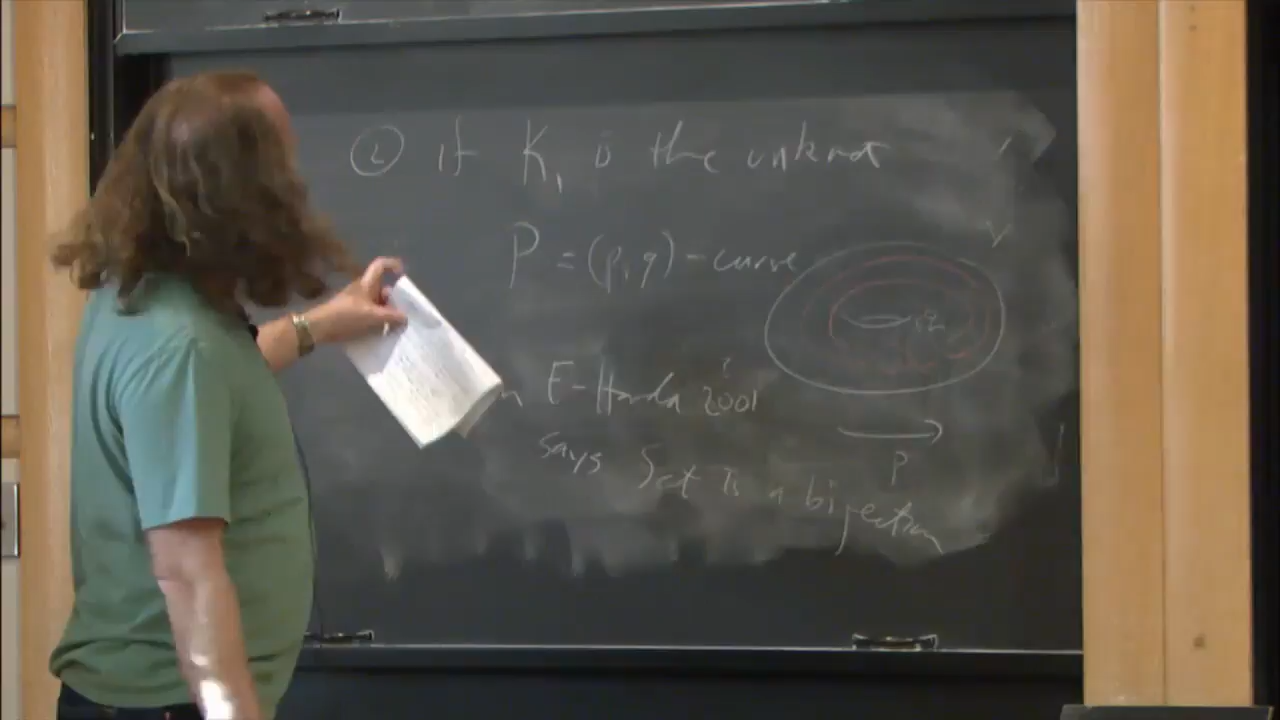 ② if K₁ is the unknot
P = (p, q) - curve
E-Honda 2001 ?
says Sat is a bijection
P